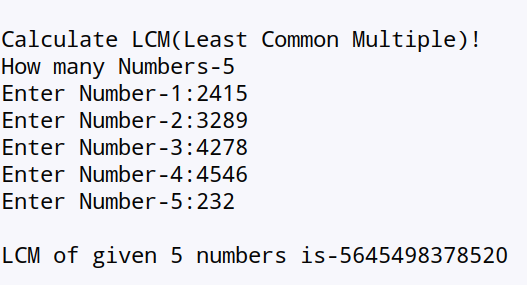 Calculate LCM(Least Common Multiple)!
How many Numbers-5
Enter Number-1:2415
Enter Number-2:3289
Enter Number-3:4278
Enter Number-4:4546
Enter Number-5:232
LCM of given 5 numbers is-5645498378520